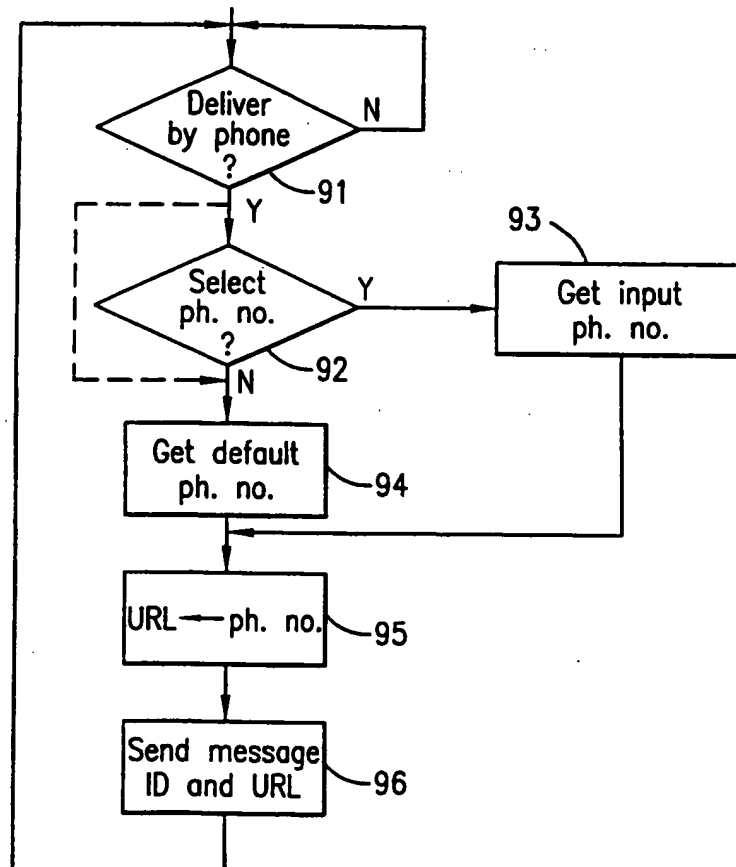 Deliver
by phone
?
N
91
Y
Select
ph. no.
?
Y
92
N
93
Get input
ph. no.
Get default
ph. no.
94
URL ← ph. no.
95
Send message
ID and URL
96